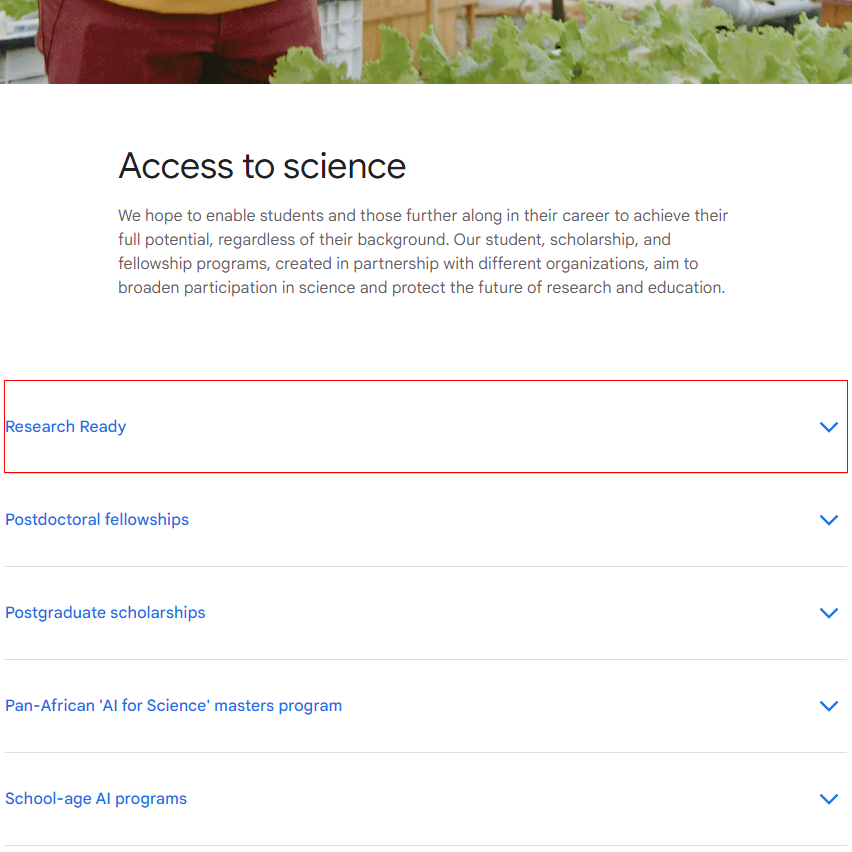 Access to science
We hope to enable students and those further along in their career to achieve their
full potential, regardless of their background. Our student, scholarship, and
fellowship programs, created in partnership with different organizations, aim to
broaden participation in science and protect the future of research and education.
Research Ready
Postdoctoral fellowships
Postgraduate scholarships
Pan-African 'AI for Science' masters program
School-age AI programs